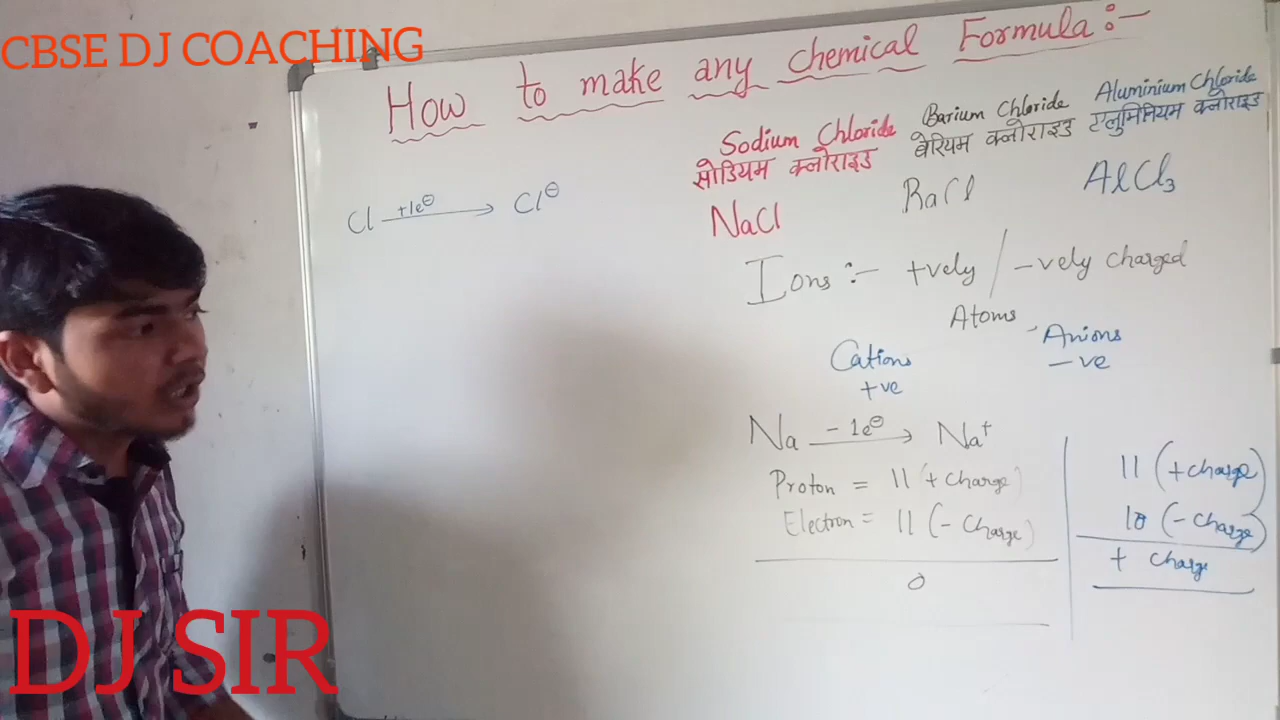 CBSE DJ COACHING
How to make any chemical Formula:-
Sodium Chloride
सोडियम क्लोराइड
NaCl
Barium Chloride
बेरियम क्लोराइड
BaCl
Aluminium Chloride
एलुमिनियम क्लोराइड
AlCl₃
Cl +1e⊖ → Cl⊖
Ions :- +vely / -vely charged
Atoms
Cations
+ve
Anions
-ve
Na -1e⊖ → Na⁺
Proton = 11 (+ charge)
Electron = 11 (- charge)
0
11 (+charge)
10 (- charge)
+ charge
DJ SIR